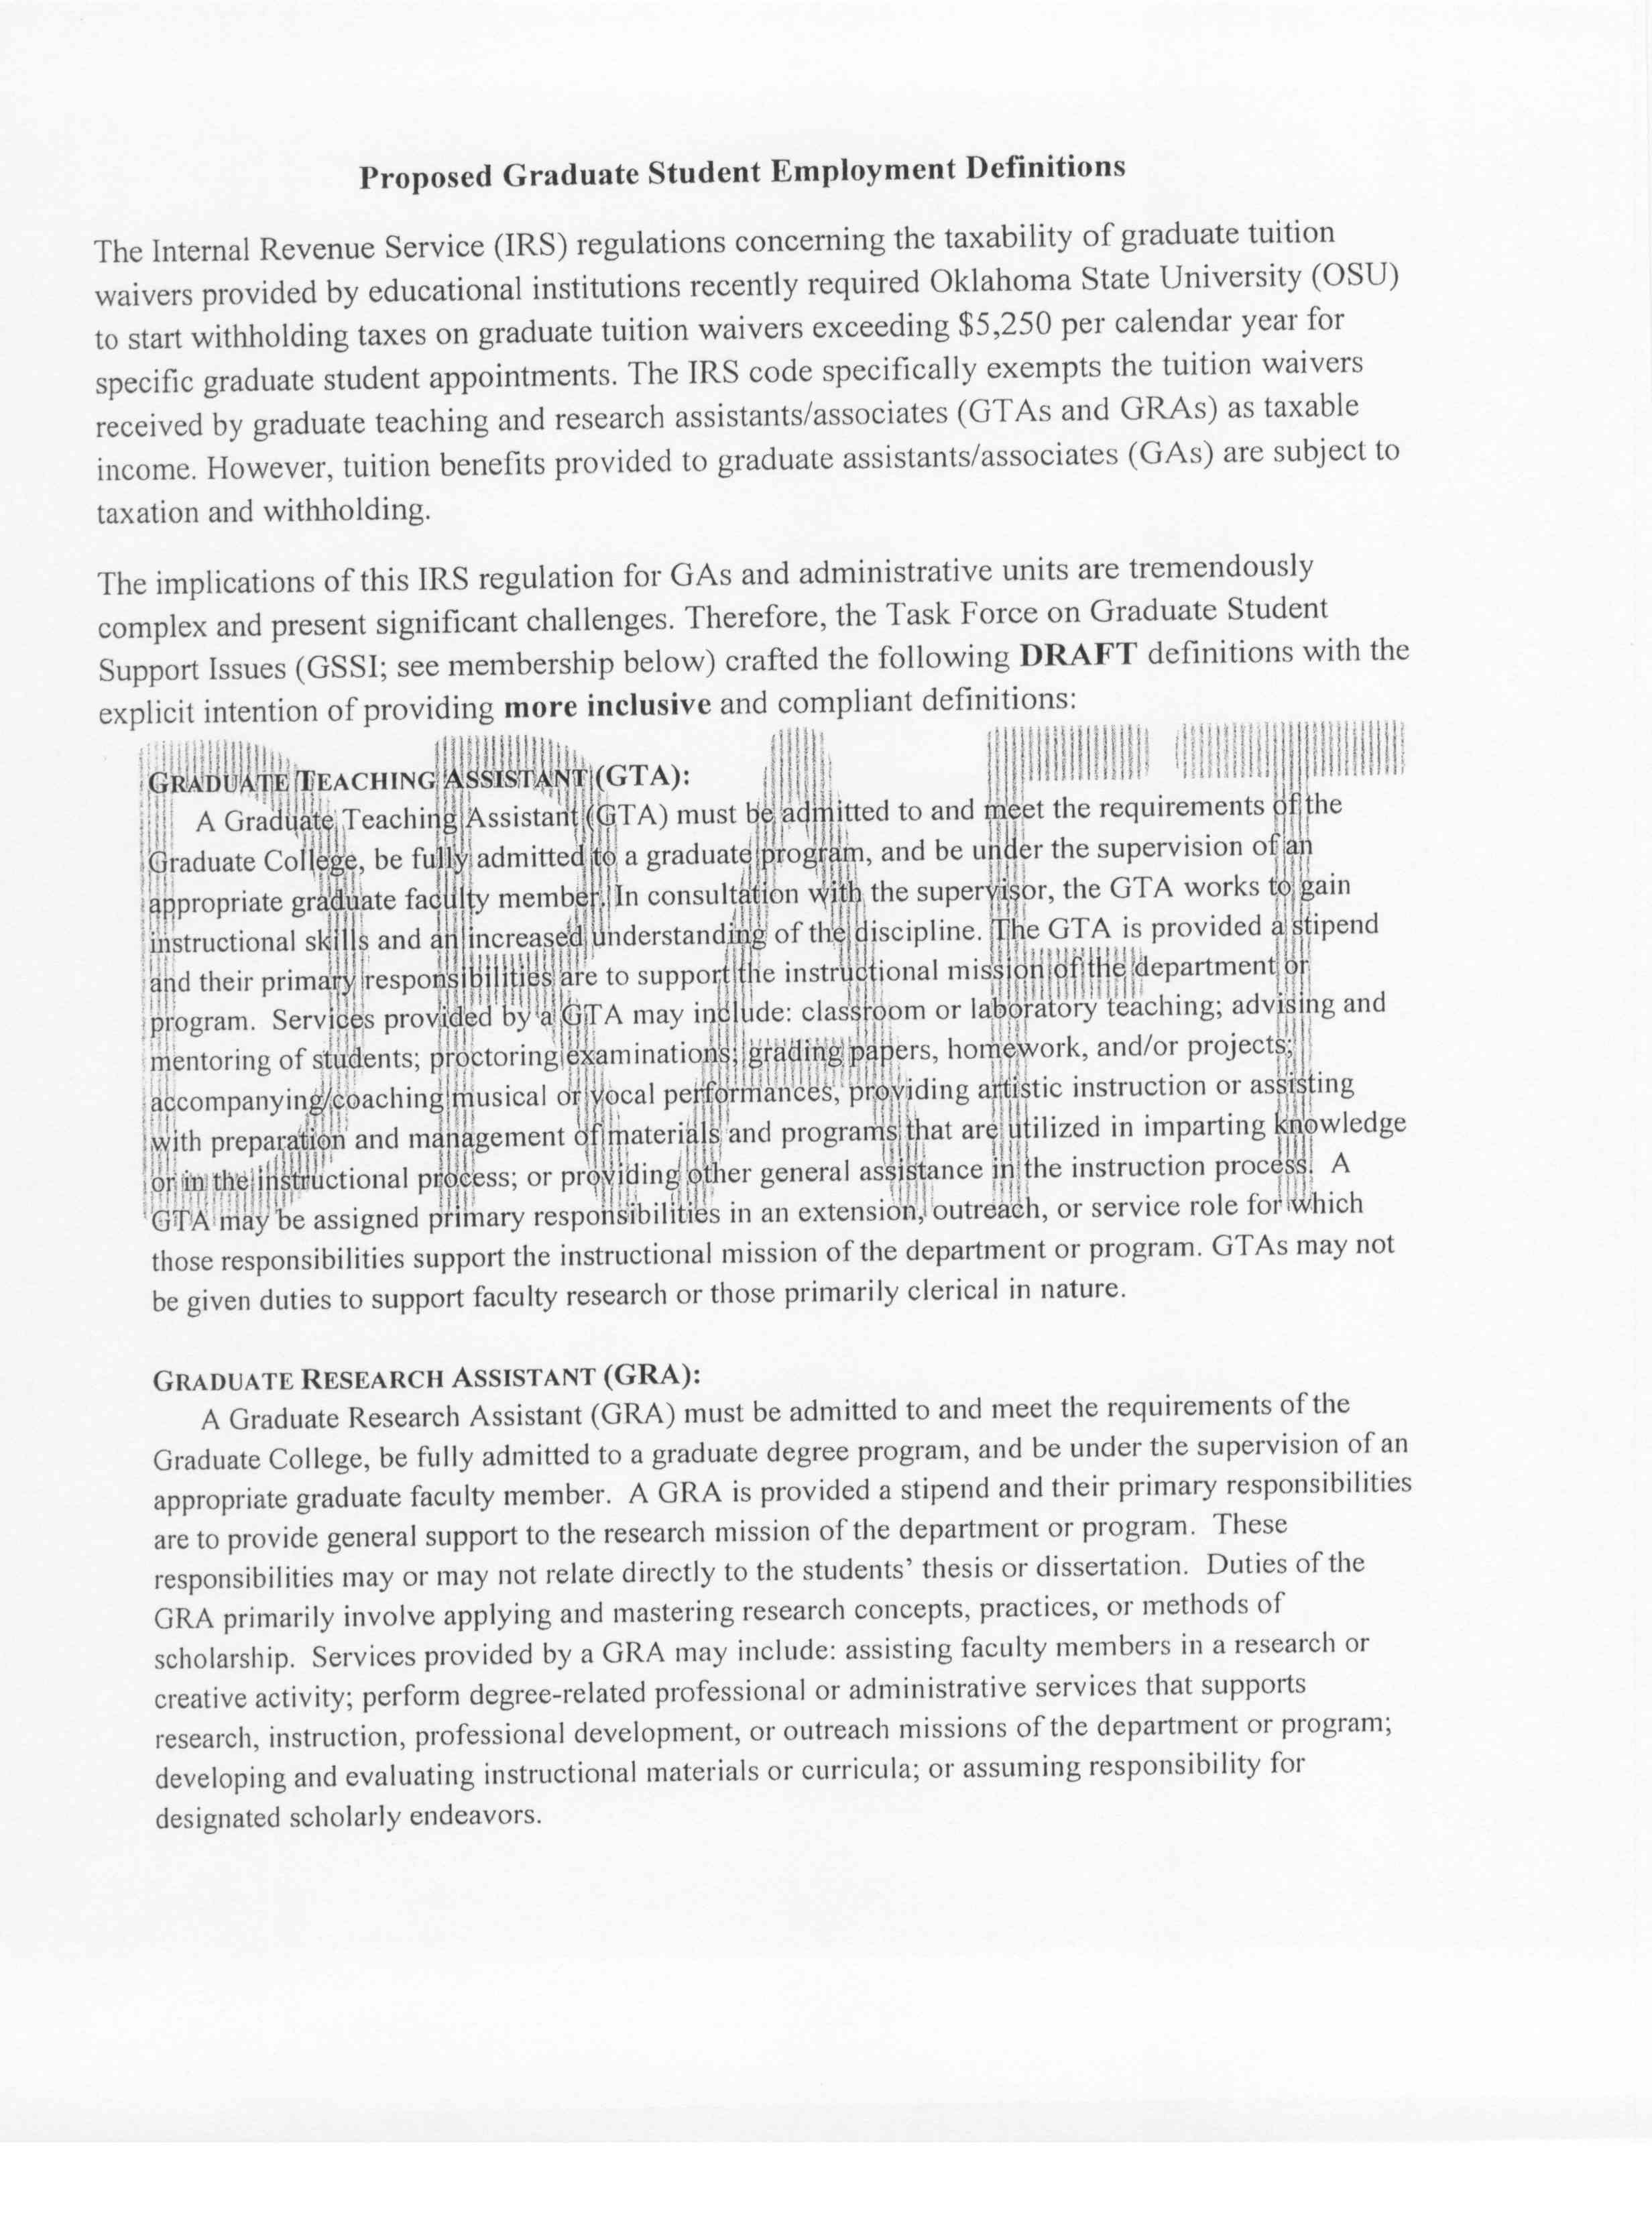 Proposed Graduate Student Employment Definitions
The Internal Revenue Service (IRS) regulations concerning the taxability of graduate tuition
waivers provided by educational institutions recently required Oklahoma State University (OSU)
to start withholding taxes on graduate tuition waivers exceeding $5,250 per calendar year for
specific graduate student appointments. The IRS code specifically exempts the tuition waivers
received by graduate teaching and research assistants/associates (GTAs and GRAs) as taxable
income. However, tuition benefits provided to graduate assistants/associates (GAs) are subject to
taxation and withholding.
The implications of this IRS regulation for GAs and administrative units are tremendously
complex and present significant challenges. Therefore, the Task Force on Graduate Student
Support Issues (GSSI; see membership below) crafted the following DRAFT definitions with the
explicit intention of providing more inclusive and compliant definitions:
GRADUATE TEACHING ASSISTANT (GTA):
A Graduate Teaching Assistant (GTA) must be admitted to and meet the requirements of the
Graduate College, be fully admitted to a graduate program, and be under the supervision of an
appropriate graduate faculty member. In consultation with the supervisor, the GTA works to gain
instructional skills and an increased understanding of the discipline. The GTA is provided a stipend
and their primary responsibilities are to support the instructional mission of the department or
program. Services provided by a GTA may include: classroom or laboratory teaching; advising and
mentoring of students; proctoring examinations; grading papers, homework, and/or projects;
accompanying/coaching musical or vocal performances, providing artistic instruction or assisting
with preparation and management of materials and programs that are utilized in imparting knowledge
or in the instructional process; or providing other general assistance in the instruction process. A
GTA may be assigned primary responsibilities in an extension, outreach, or service role for which
those responsibilities support the instructional mission of the department or program. GTAs may not
be given duties to support faculty research or those primarily clerical in nature.
GRADUATE RESEARCH ASSISTANT (GRA):
A Graduate Research Assistant (GRA) must be admitted to and meet the requirements of the
Graduate College, be fully admitted to a graduate degree program, and be under the supervision of an
appropriate graduate faculty member. A GRA is provided a stipend and their primary responsibilities
are to provide general support to the research mission of the department or program. These
responsibilities may or may not relate directly to the students' thesis or dissertation. Duties of the
GRA primarily involve applying and mastering research concepts, practices, or methods of
scholarship. Services provided by a GRA may include: assisting faculty members in a research or
creative activity; perform degree-related professional or administrative services that supports
research, instruction, professional development, or outreach missions of the department or program;
developing and evaluating instructional materials or curricula; or assuming responsibility for
designated scholarly endeavors.